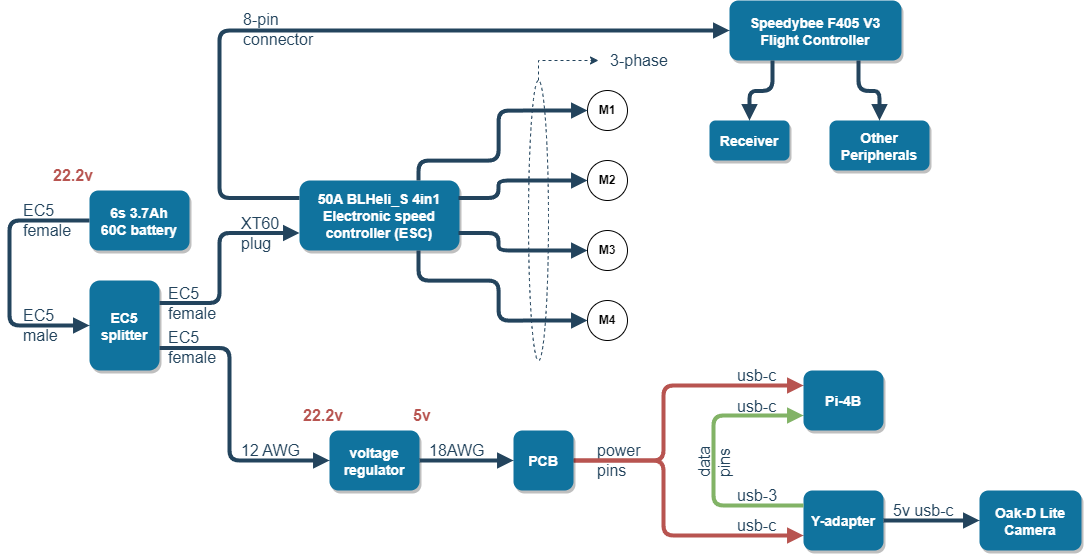 8-pin
connector
Speedybee F405 V3
Flight Controller
3-phase
Receiver
Other
Peripherals
M1
M2
M3
M4
22.2v
EC5
female
6s 3.7Ah
60C battery
XT60
plug
50A BLHeli_S 4in1
Electronic speed
controller (ESC)
EC5
male
EC5
splitter
EC5
female
EC5
female
22.2v
5v
12 AWG
voltage
regulator
18AWG
PCB
power
pins
usb-c
usb-c
Pi-4B
data
pins
usb-3
usb-c
Y-adapter
5v usb-c
Oak-D Lite
Camera